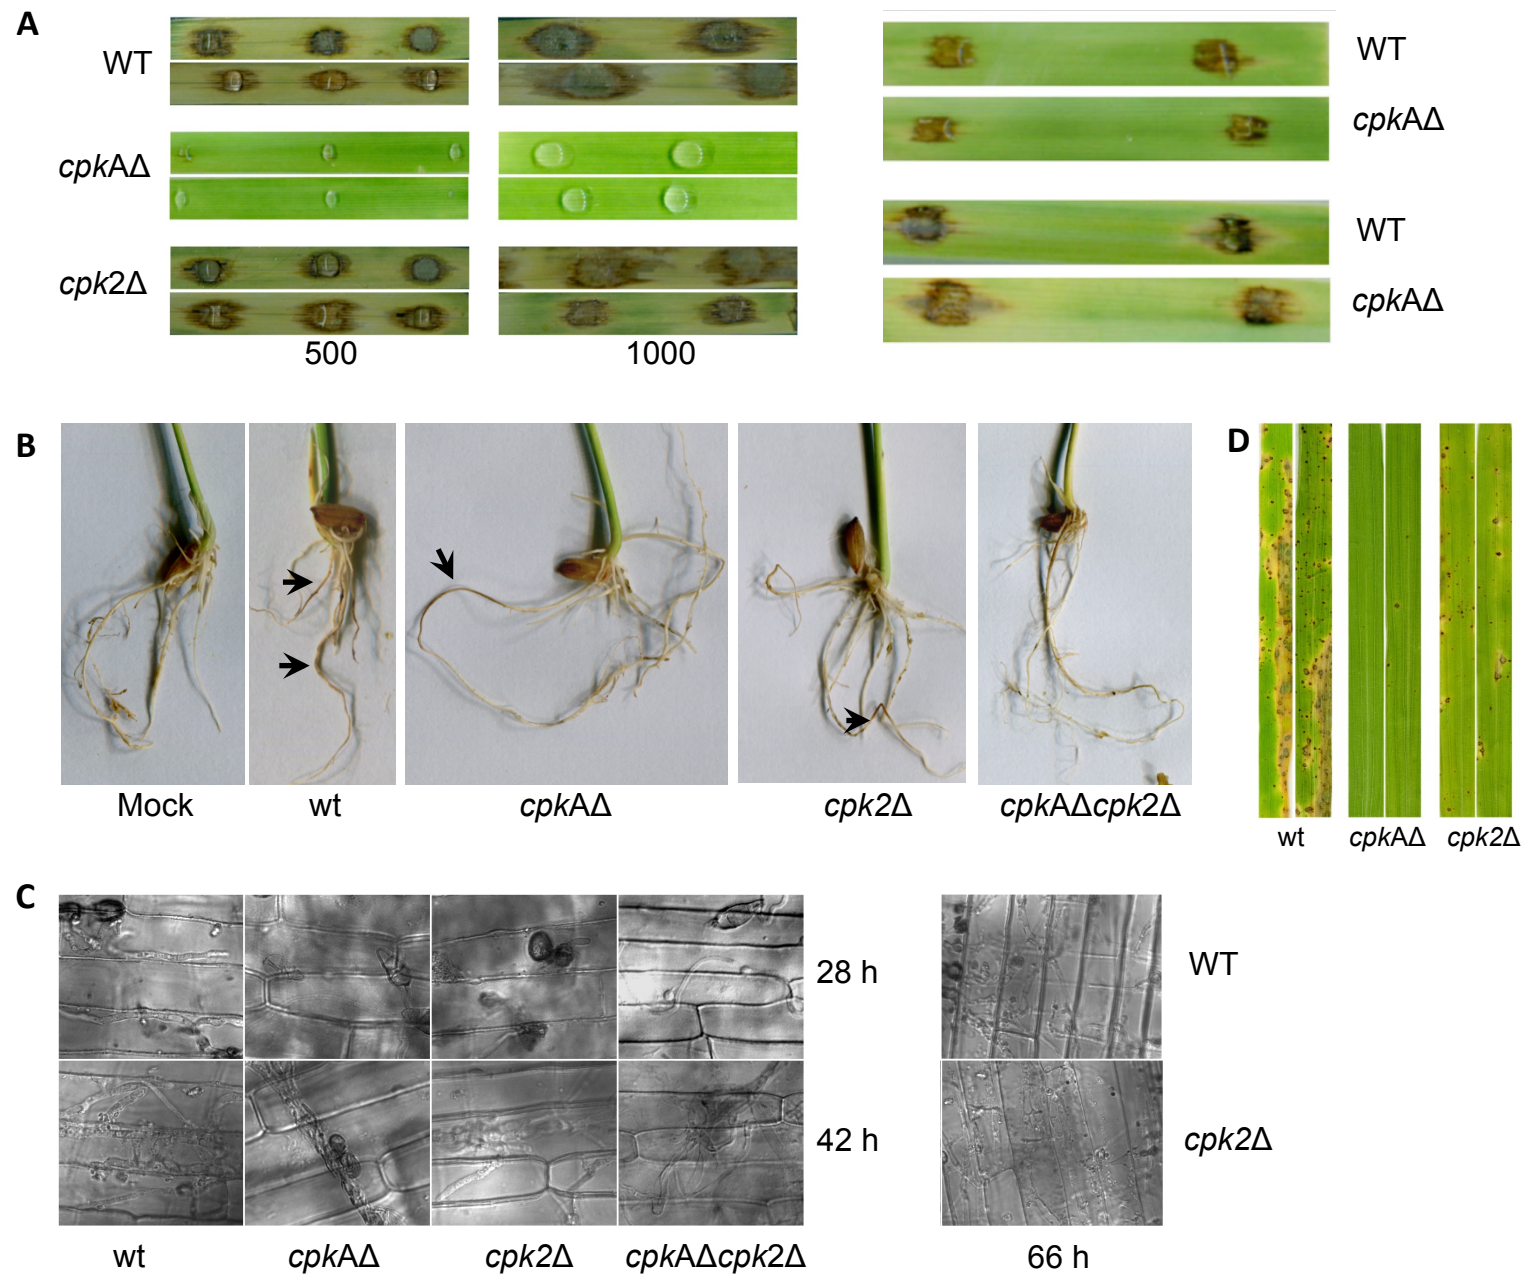 A
WT
cpkAΔ
cpk2Δ
500
1000
WT
cpkAΔ
WT
cpkAΔ
B
Mock
wt
cpkAΔ
cpk2Δ
cpkAΔcpk2Δ
D
wt
cpkAΔ
cpk2Δ
C
28 h
42 h
wt
cpkAΔ
cpk2Δ
cpkAΔcpk2Δ
WT
cpk2Δ
66 h